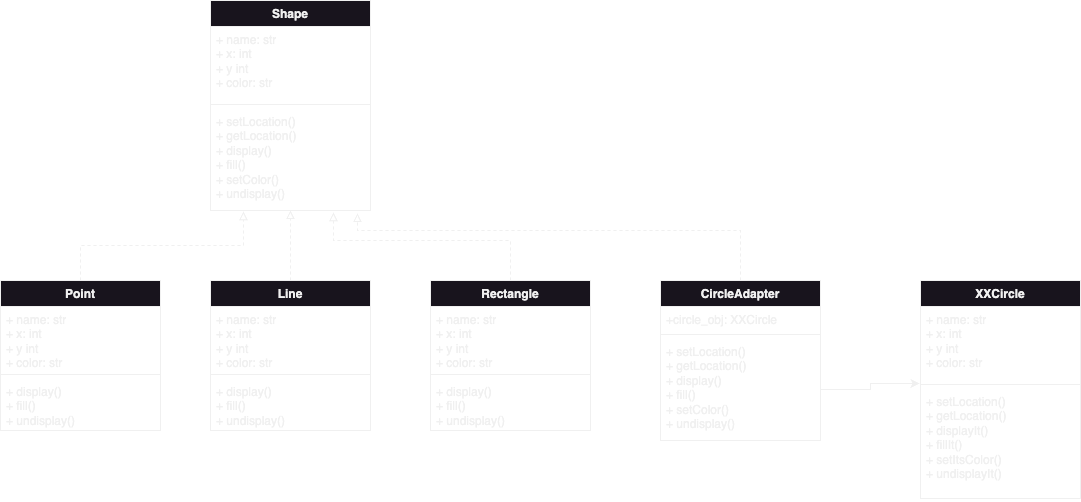 Shape
+ name: str
+ x: int
+ y int
+ color: str
+ setLocation()
+ getLocation()
+ display()
+ fill()
+ setColor()
+ undisplay()
Point
+ name: str
+ x: int
+ y int
+ color: str
+ display()
+ fill()
+ undisplay()
Line
+ name: str
+ x: int
+ y int
+ color: str
+ display()
+ fill()
+ undisplay()
Rectangle
+ name: str
+ x: int
+ y int
+ color: str
+ display()
+ fill()
+ undisplay()
CircleAdapter
+circle_obj: XXCircle
+ setLocation()
+ getLocation()
+ display()
+ fill()
+ setColor()
+ undisplay()
XXCircle
+ name: str
+ x: int
+ y int
+ color: str
+ setLocation()
+ getLocation()
+ displayIt()
+ fillIt()
+ setItsColor()
+ undisplayIt()